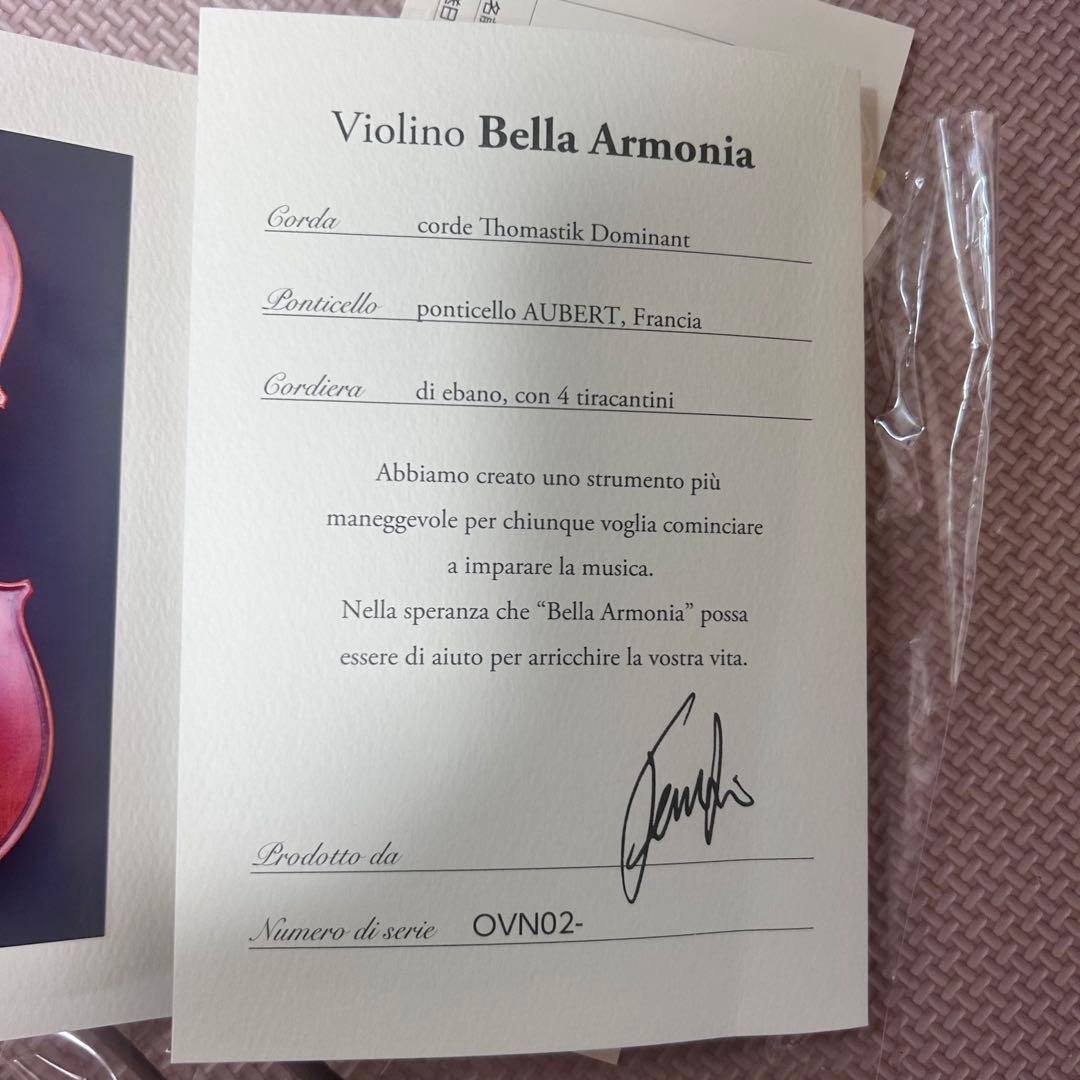 Violino Bella Armonia
Corda corde Thomastik Dominant
Ponticello ponticello AUBERT, Francia
Cordiera di ebano, con 4 tiracantini
Abbiamo creato uno strumento più
maneggevole per chiunque voglia cominciare
a imparare la musica.
Nella speranza che “Bella Armonia” possa
essere di aiuto per arricchire la vostra vita.
Prodotto da
Numero di serie OVN02-